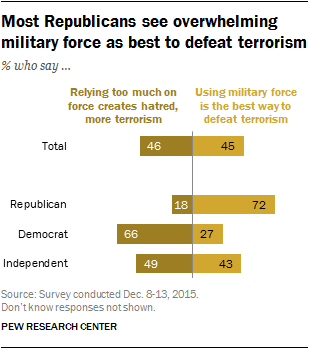 Most Republicans see overwhelming
military force as best to defeat terrorism
% who say ...
Relying too much on
force creates hatred,
more terrorism
Using military force
is the best way to
defeat terrorism
Total 46 45
Republican 18 72
Democrat 66 27
Independent 49 43
Source: Survey conducted Dec. 8-13, 2015.
Don't know responses not shown.
PEW RESEARCH CENTER